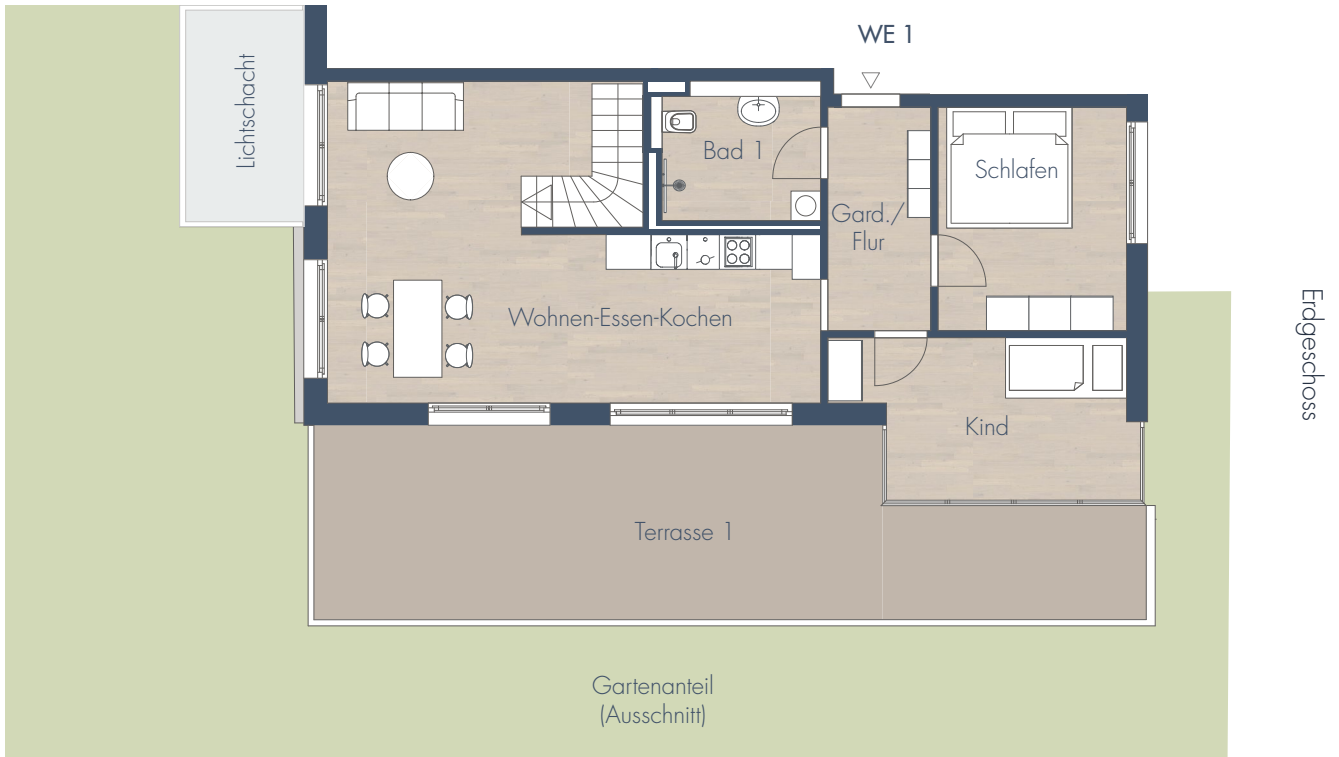 WE 1
Lichtschacht
Bad 1
Schlafen
Gard./
Flur
Wohnen-Essen-Kochen
Erdgeschoss
Kind
Terrasse 1
Gartenanteil
(Ausschnitt)